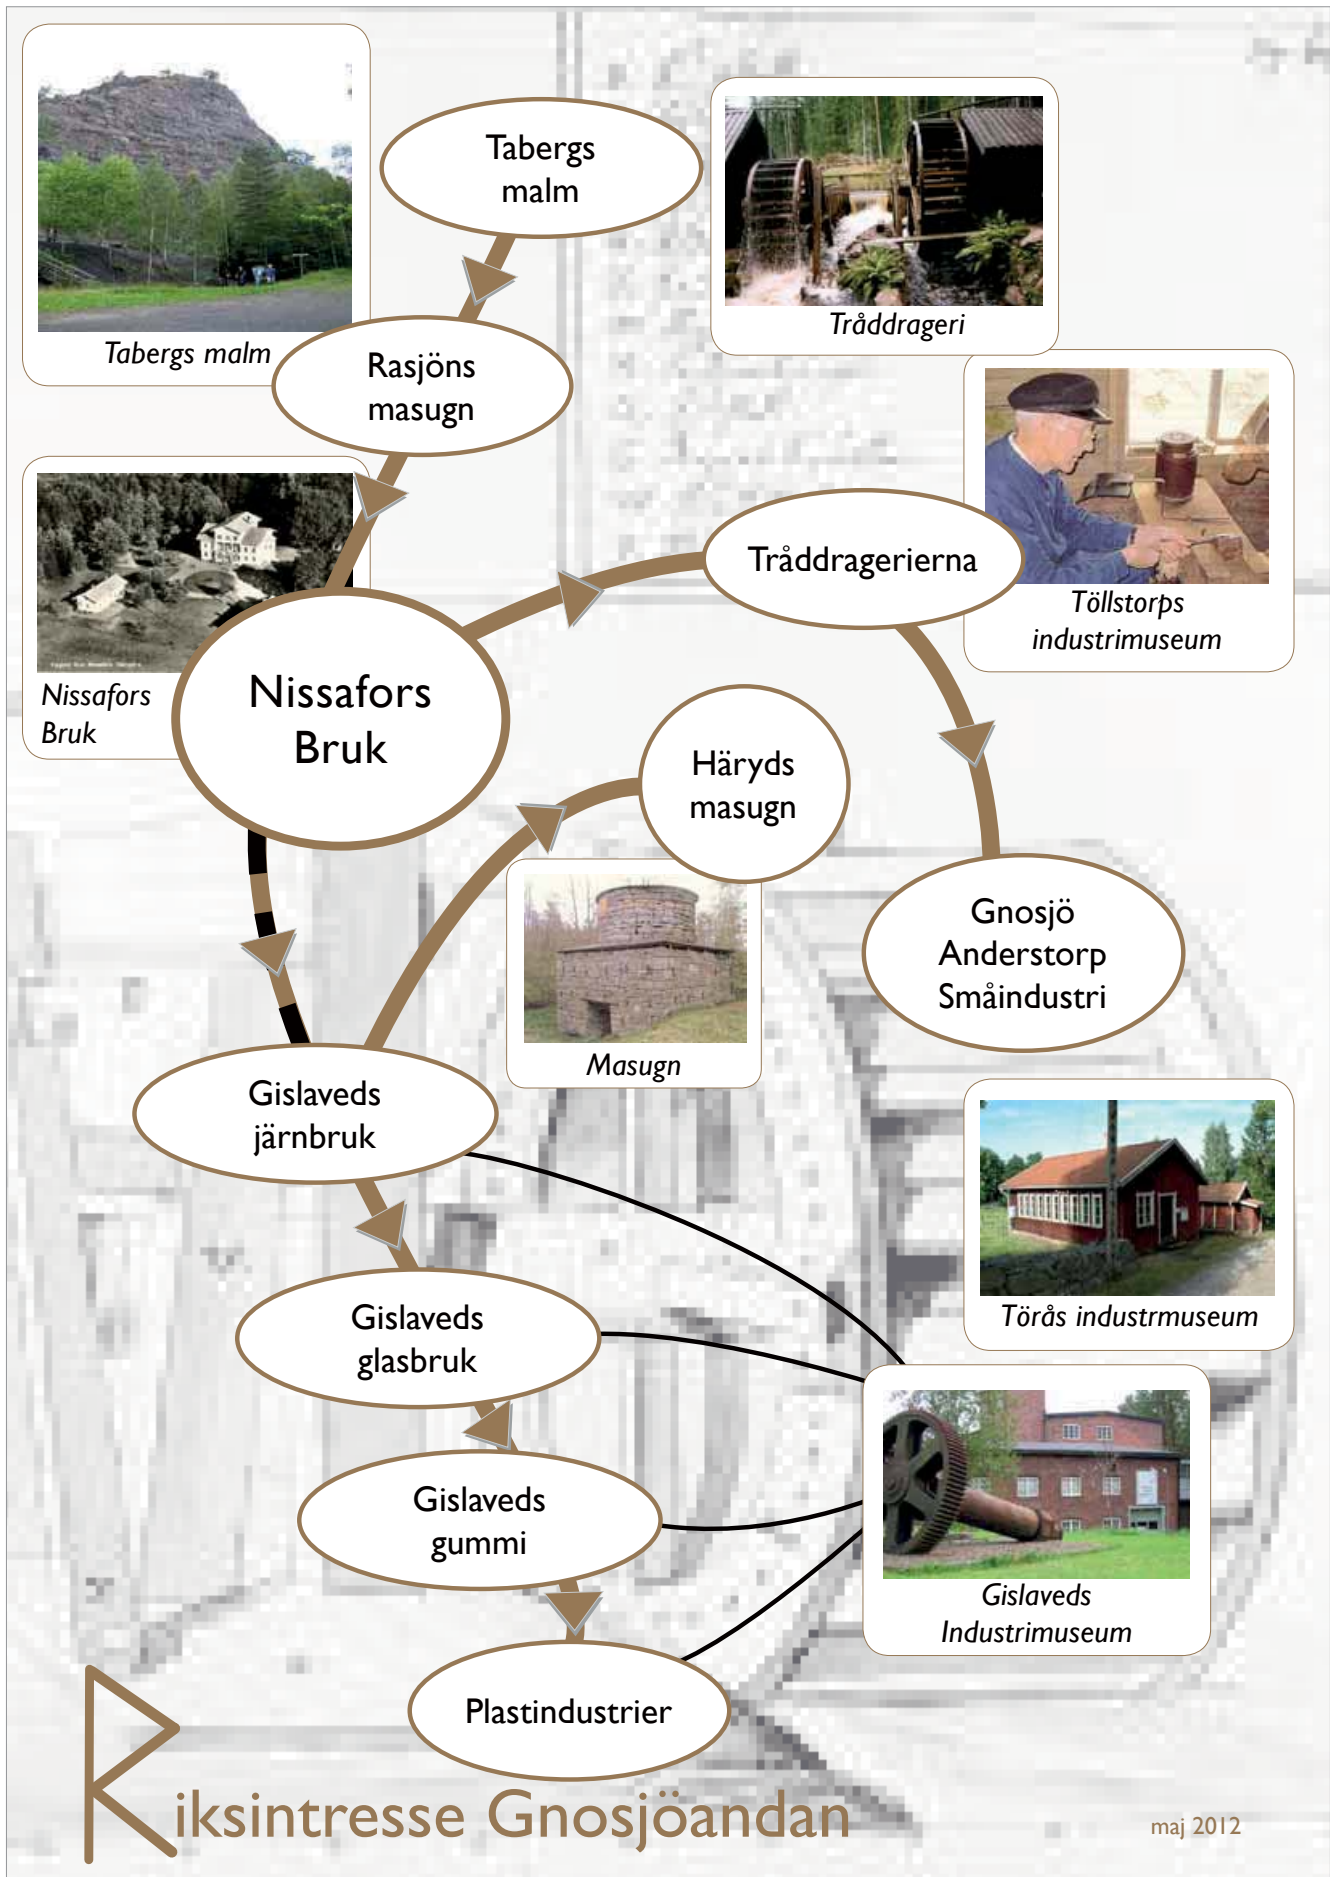 Tabergs
malm
Tabergs malm
Tråddrageri
Rasjöns
masugn
Tråddragerierna
Töllstorps
industrimuseum
Nissafors
Bruk
Nissafors
Bruk
Häryds
masugn
Masugn
Gnosjö
Anderstorp
Småindustri
Gislaveds
järnbruk
Törås industrmuseum
Gislaveds
glasbruk
Gislaveds
gummi
Gislaveds
Industrimuseum
Plastindustrier
Riksintresse Gnosjöandan
maj 2012